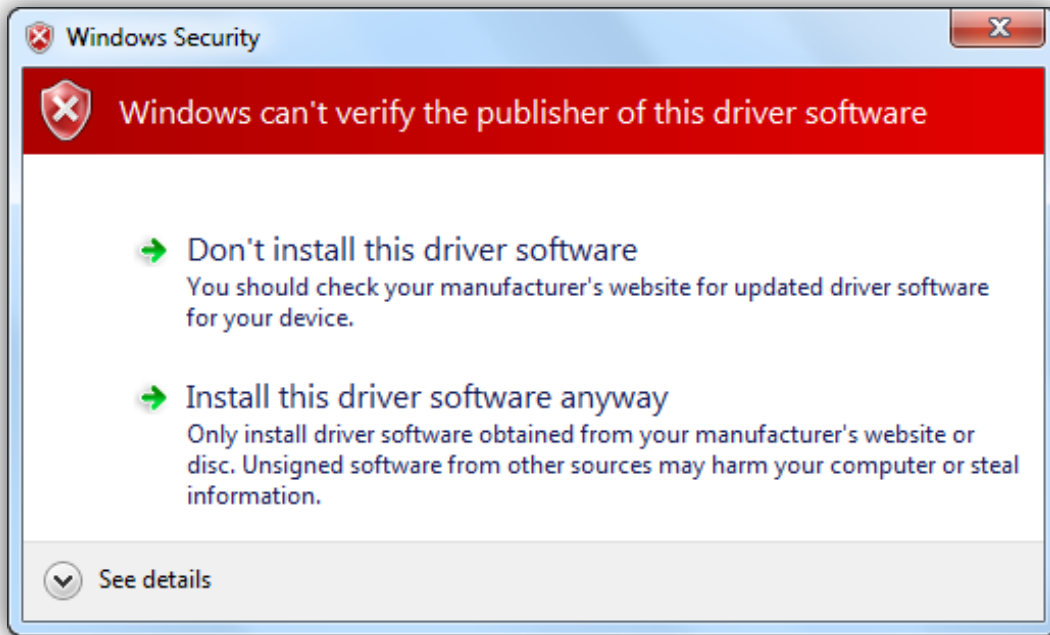 Windows Security
Windows can't verify the publisher of this driver software
Don't install this driver software
You should check your manufacturer's website for updated driver software
for your device.
Install this driver software anyway
Only install driver software obtained from your manufacturer's website or
disc. Unsigned software from other sources may harm your computer or steal
information.
See details